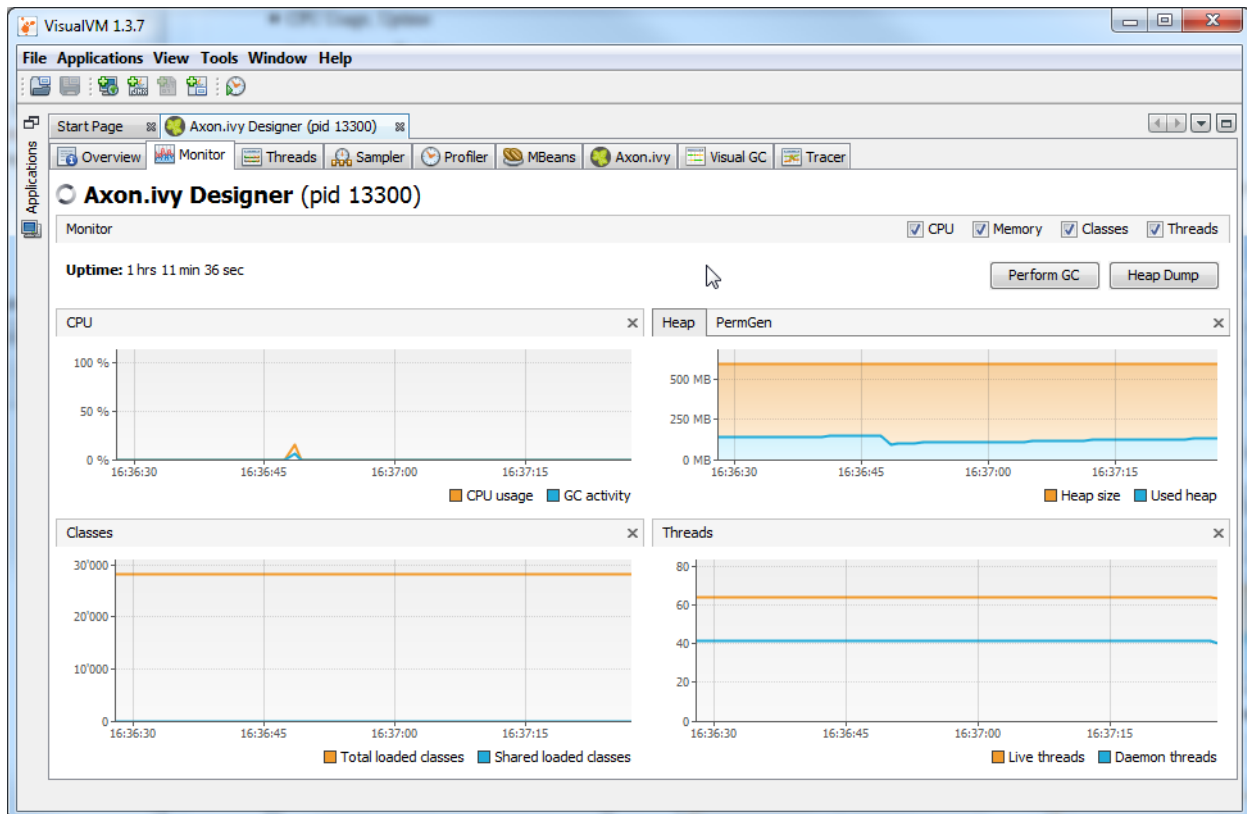 CPU Usage, Uptime
VisualVM 1.3.7
File Applications View Tools Window Help
JMX
Applications
Start Page Axon.ivy Designer (pid 13300)
Overview Monitor Threads Sampler Profiler MBeans Axon.ivy Visual GC Tracer
Axon.ivy Designer (pid 13300)
Monitor CPU Memory Classes Threads
Uptime: 1 hrs 11 min 36 sec Perform GC Heap Dump
CPU
100 %
50 %
0 %
16:36:30 16:36:45 16:37:00 16:37:15
CPU usage GC activity
Heap PermGen
500 MB
250 MB
0 MB
16:36:30 16:36:45 16:37:00 16:37:15
Heap size Used heap
Classes
30'000
20'000
10'000
0
16:36:30 16:36:45 16:37:00 16:37:15
Total loaded classes Shared loaded classes
Threads
80
60
40
20
0
16:36:30 16:36:45 16:37:00 16:37:15
Live threads Daemon threads